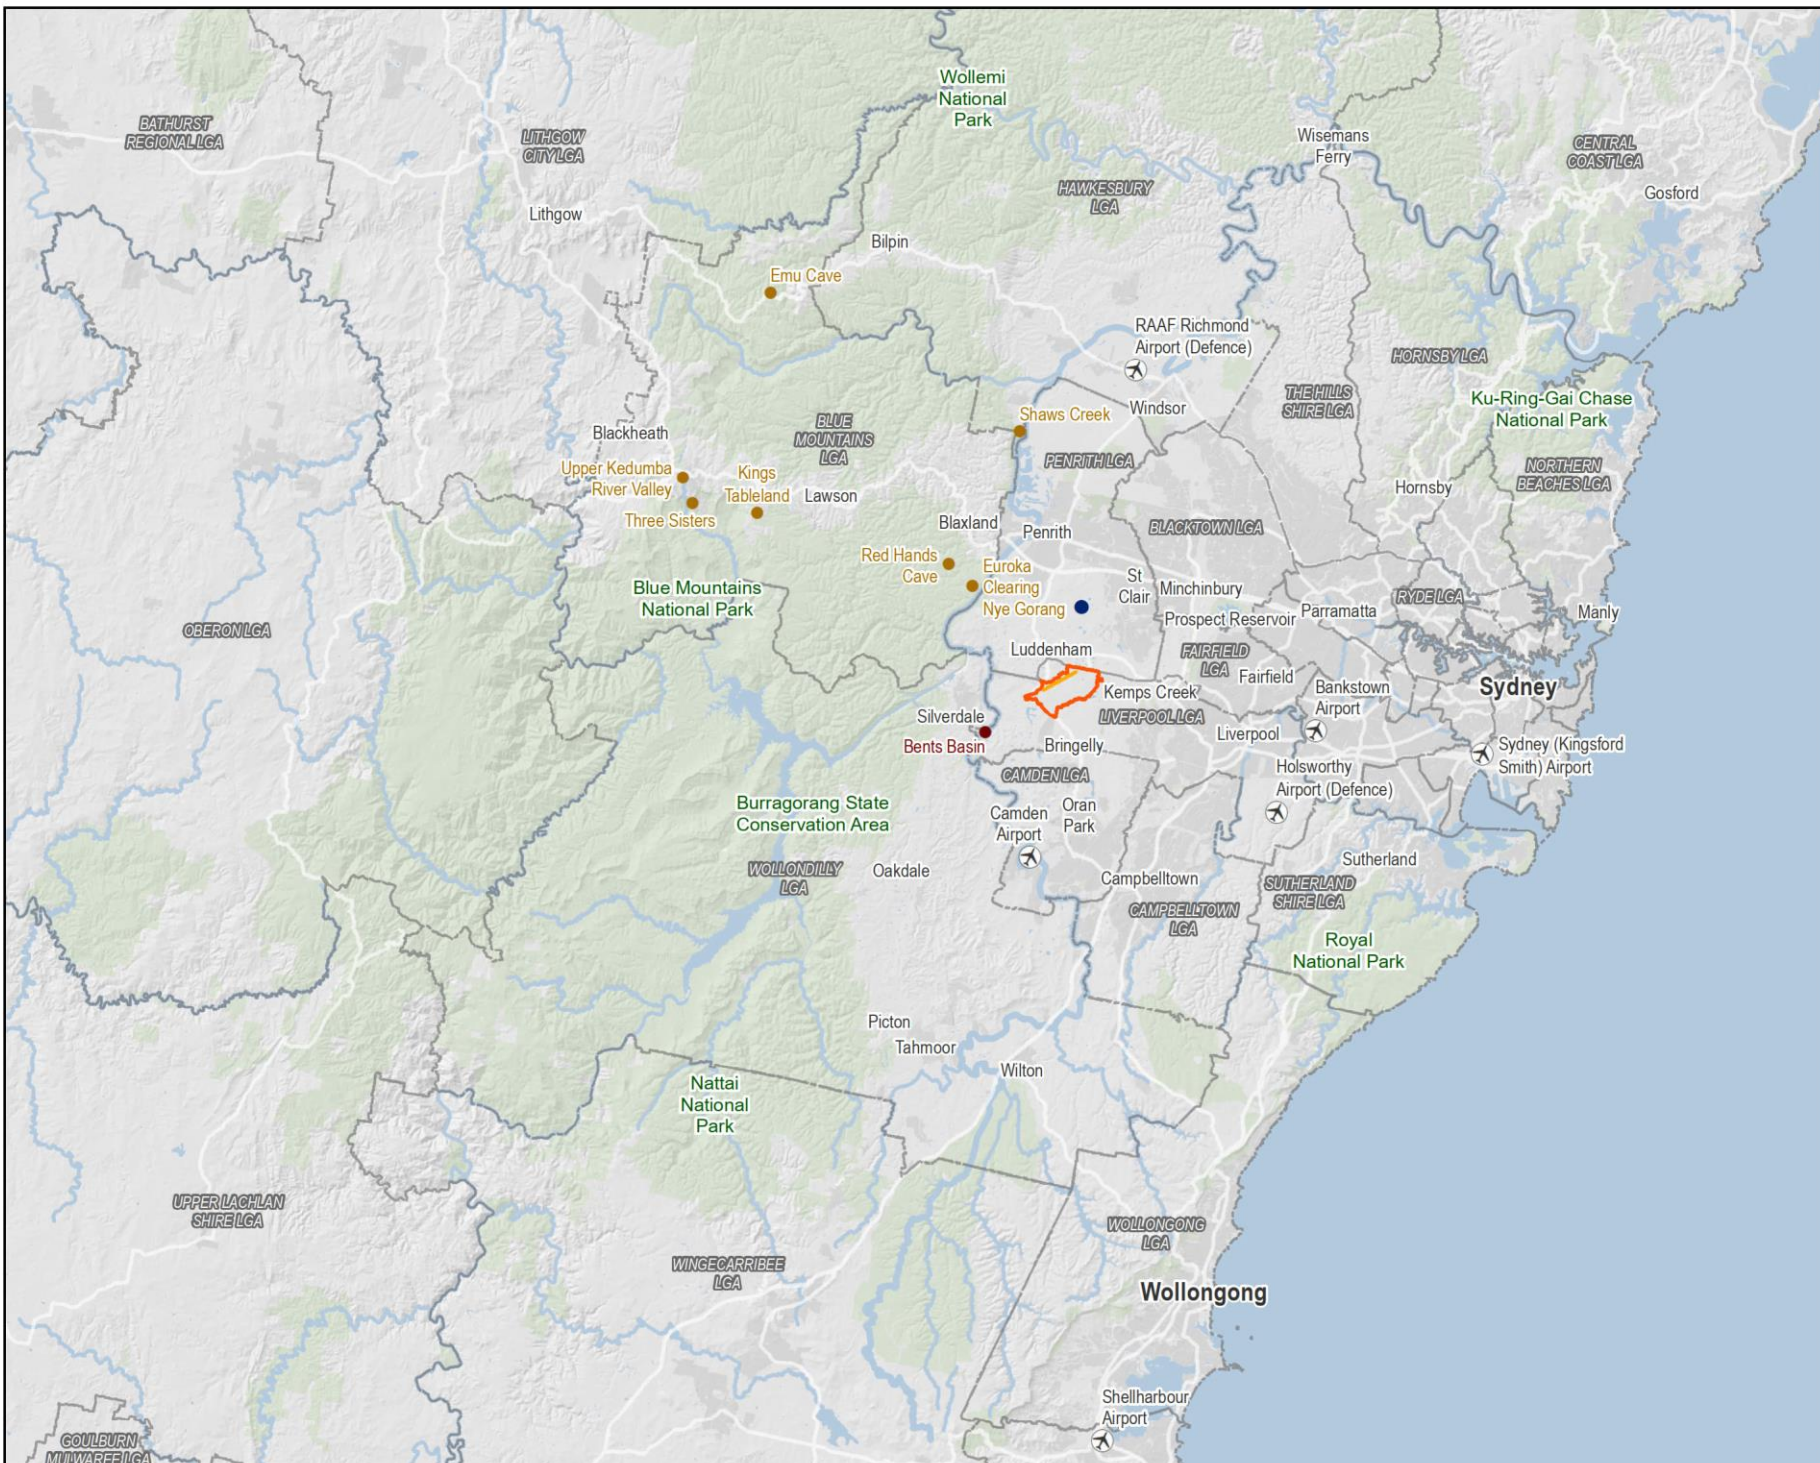 Wollemi
National
Park
BATHURST
REGIONAL LGA
LITHGOW
CITY LGA
Wisemans
Ferry
CENTRAL
COAST LGA
HAWKESBURY
LGA
Gosford
Lithgow
Bilpin
Emu Cave
RAAF Richmond
Airport (Defence)
HORNSBY LGA
THE HILLS
SHIRE LGA
Ku-Ring-Gai Chase
National Park
Shaws Creek
Windsor
BLUE
MOUNTAINS
LGA
Blackheath
PENRITH LGA
NORTHERN
BEACHES LGA
Upper Kedumba
River Valley
Kings
Tableland
Lawson
Hornsby
Three Sisters
Blaxland
Penrith
BLACKTOWN LGA
Red Hands
Cave
Euroka
Clearing
Nye Gorang
St
Clair
Minchinbury
Blue Mountains
National Park
RYDE LGA
Prospect Reservoir
Parramatta
Manly
OBERON LGA
Luddenham
FAIRFIELD
LGA
Fairfield
Sydney
Kemps Creek
Bankstown
Airport
LIVERPOOL LGA
Silverdale
Bents Basin
Bringelly
Liverpool
Sydney (Kingsford
Smith) Airport
CAMDEN LGA
Holsworthy
Airport (Defence)
Burragorang State
Conservation Area
Camden
Airport
Oran
Park
WOLLONDILLY
LGA
Oakdale
Sutherland
Campbelltown
SUTHERLAND
SHIRE LGA
CAMPBELLTOWN
LGA
Royal
National Park
Picton
Tahmoor
Wilton
Nattai
National
Park
UPPER LACHLAN
SHIRE LGA
WOLLONGONG
LGA
WINGECARRIBEE
LGA
Wollongong
Shellharbour
Airport
GOULBURN
MULWAREE LGA